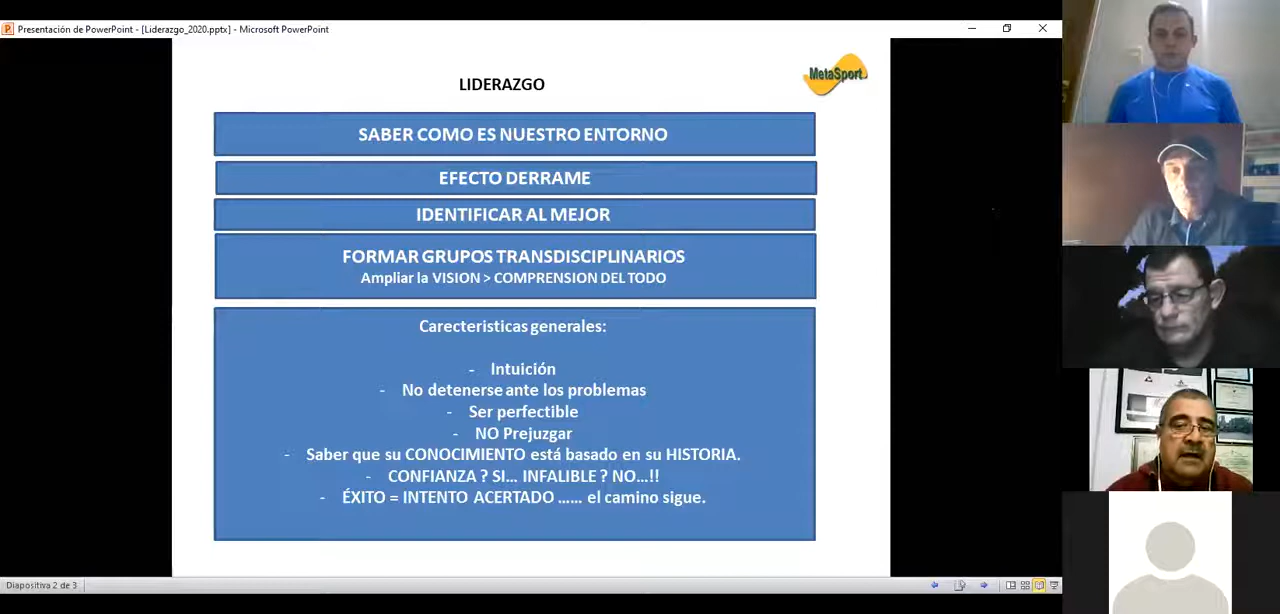 Presentación de PowerPoint - [Liderazgo_2020.pptx] - Microsoft PowerPoint
MetaSport
LIDERAZGO
SABER COMO ES NUESTRO ENTORNO
EFECTO DERRAME
IDENTIFICAR AL MEJOR
FORMAR GRUPOS TRANSDISCIPLINARIOS
Ampliar la VISION > COMPRENSION DEL TODO
Carecteristicas generales:
- Intuición
- No detenerse ante los problemas
- Ser perfectible
- NO Prejuzgar
- Saber que su CONOCIMIENTO está basado en su HISTORIA.
- CONFIANZA ? SI... INFALIBLE ? NO...!!
- ÉXITO = INTENTO ACERTADO ...... el camino sigue.
Diapositiva 2 de 3